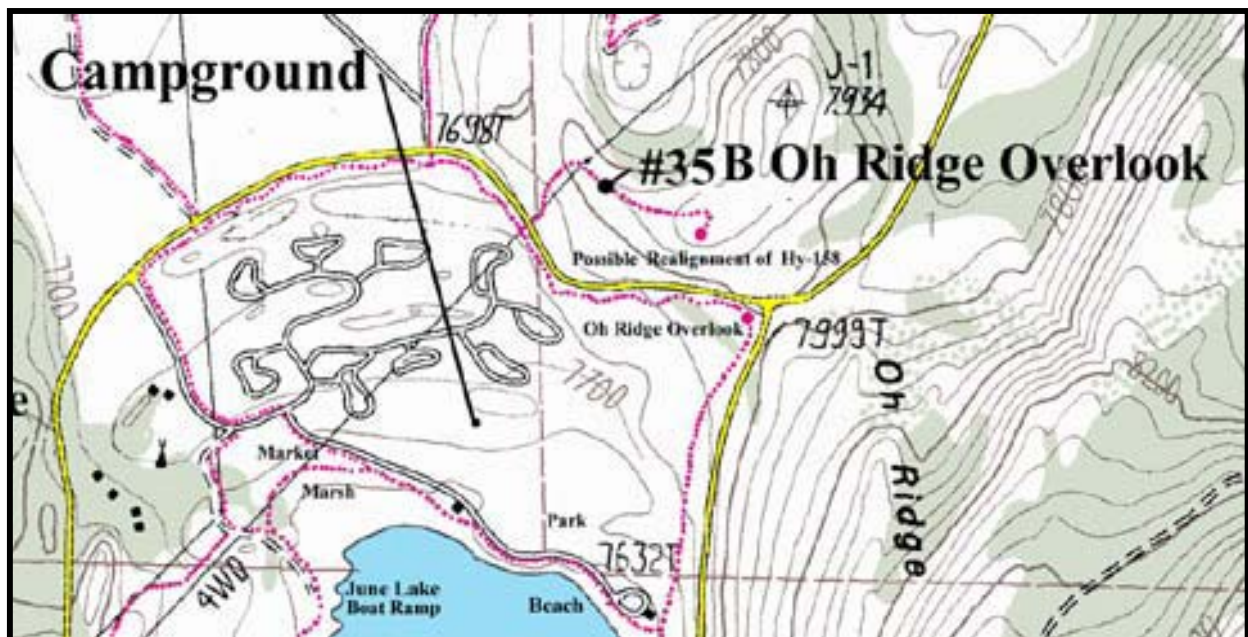 Campground
7698T
7800
J-1
7934
#35B Oh Ridge Overlook
Possible Realignment of Hy-158
7700
Oh Ridge Overlook
7999T
7700
8200
Oh Ridge
e
Market
Marsh
Park
7632T
4WD
June Lake
Boat Ramp
Beach